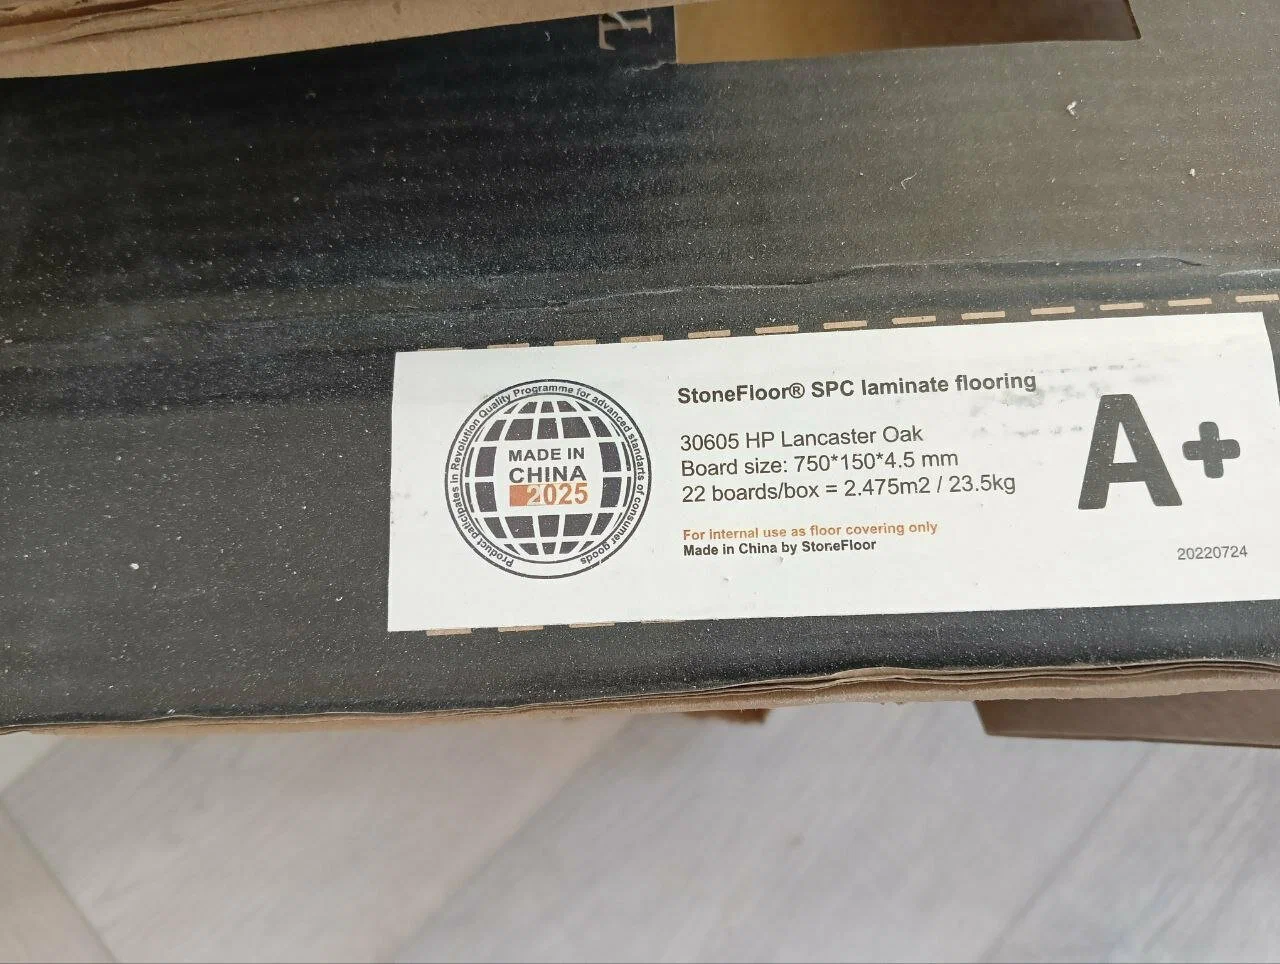 Product paticipates in Revolution Quality Programme for advanced standarts of consumer goods
MADE IN
CHINA
2025
StoneFloor® SPC laminate flooring
30605 HP Lancaster Oak
Board size: 750*150*4.5 mm
22 boards/box = 2.475m2 / 23.5kg
For internal use as floor covering only
Made in China by StoneFloor
A+
20220724